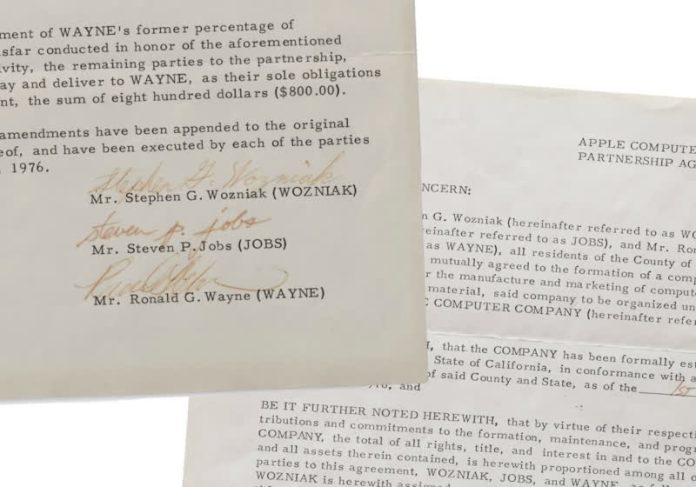 ment of WAYNE's former percentage of
nsfar conducted in honor of the aforementioned
ivity, the remaining parties to the partnership,
ay and deliver to WAYNE, as their sole obligations
nt, the sum of eight hundred dollars ($800.00).
amendments have been appended to the original
eof, and have been executed by each of the parties
, 1976.
Stephen G. Wozniak
Mr. Stephen G. Wozniak (WOZNIAK)
steven p. jobs
Mr. Steven P. Jobs (JOBS)
Mr. Ronald G. Wayne (WAYNE)
APPLE COMPUTE
PARTNERSHIP AG
ONCERN:
n G. Wozniak (hereinafter referred to as WO
einafter referred to as JOBS), and Mr. Ro
as WAYNE), all residents of the County of
mutually agreed to the formation of a comp
r the manufacture and marketing of comput
material, said company to be organized un
E COMPUTER COMPANY (hereinafter refer
, that the COMPANY has been formally est
State of California, in conformance with a
of said County and State, as of the 1st
and
BE IT FURTHER NOTED HEREWITH, that by virtue of their respecti
tributions and commitments to the formation, maintenance, and prog
COMPANY, the total of all rights, title, and interest in and to the CO
and all assets therein contained, is herewith proportioned among all o
parties to this agreement, WOZNIAK, JOBS, and WAYNE
WOZNIAK is herewith assigned